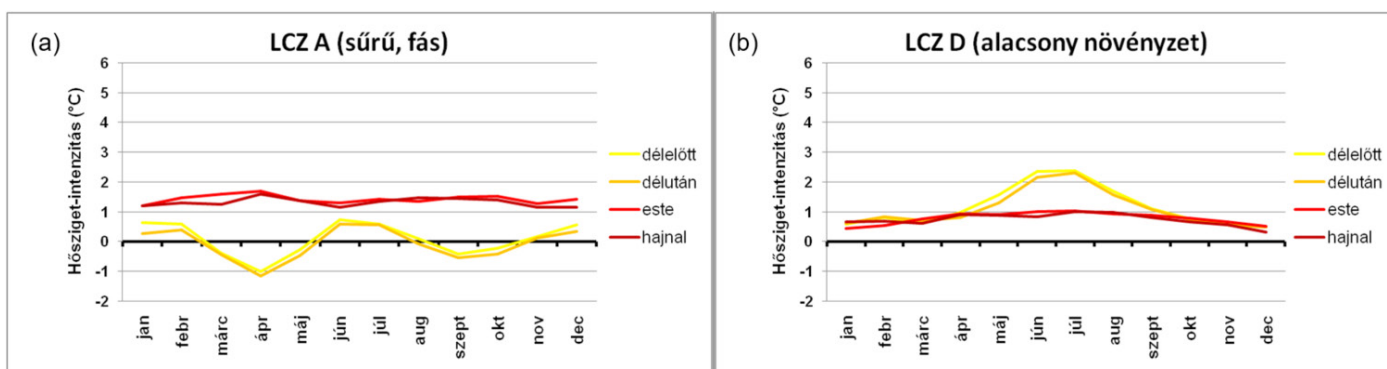 (a)
LCZ A (sűrű, fás)
Hősziget-intenzitás (°C)
6
5
4
3
2
1
0
-1
-2
jan
febr
márc
ápr
máj
jún
júl
aug
szept
okt
nov
dec
délelőtt
délután
este
hajnal
(b)
LCZ D (alacsony növényzet)
Hősziget-intenzitás (°C)
6
5
4
3
2
1
0
-1
-2
jan
febr
márc
ápr
máj
jún
júl
aug
szept
okt
nov
dec
délelőtt
délután
este
hajnal